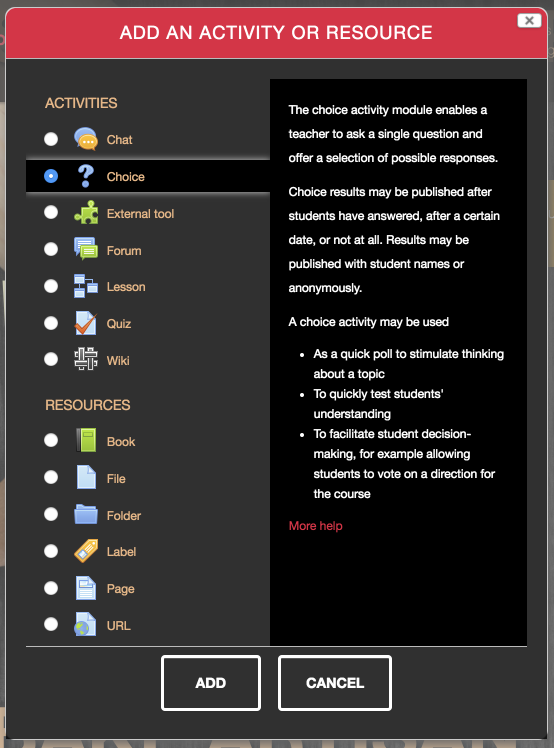 ADD AN ACTIVITY OR RESOURCE
ACTIVITIES
Chat
Choice
External tool
Forum
Lesson
Quiz
Wiki
RESOURCES
Book
File
Folder
Label
Page
URL
The choice activity module enables a
teacher to ask a single question and
offer a selection of possible responses.
Choice results may be published after
students have answered, after a certain
date, or not at all. Results may be
published with student names or
anonymously.
A choice activity may be used
• As a quick poll to stimulate thinking
about a topic
• To quickly test students'
understanding
• To facilitate student decision-
making, for example allowing
students to vote on a direction for
the course
More help
ADD
CANCEL